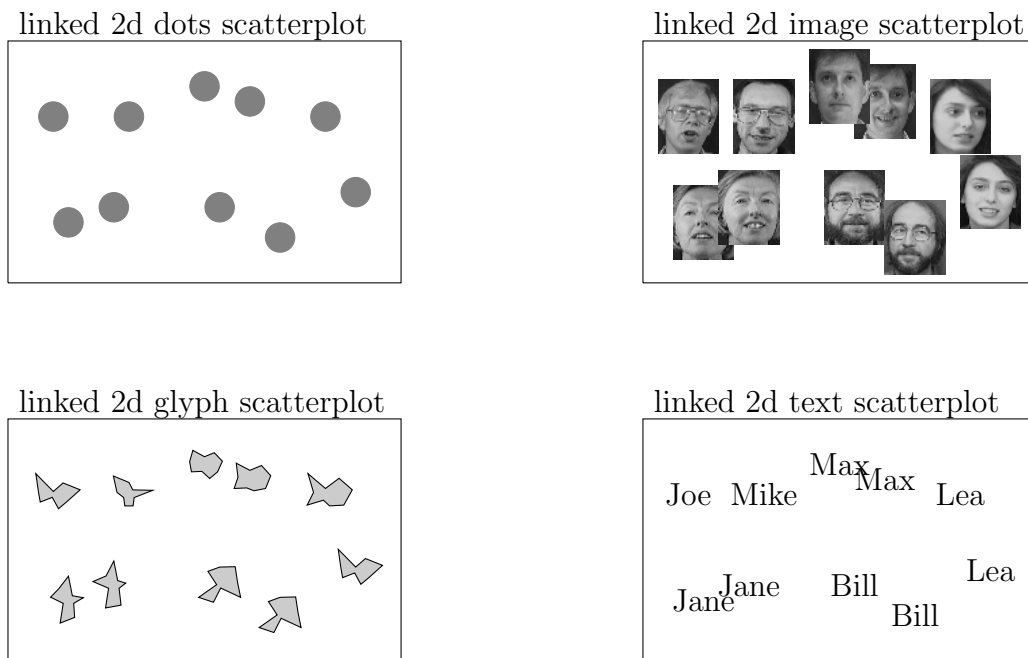 linked 2d dots scatterplot
linked 2d image scatterplot
linked 2d glyph scatterplot
linked 2d text scatterplot
Max
Max
Joe
Mike
Lea
Lea
Jane
Jane
Bill
Bill